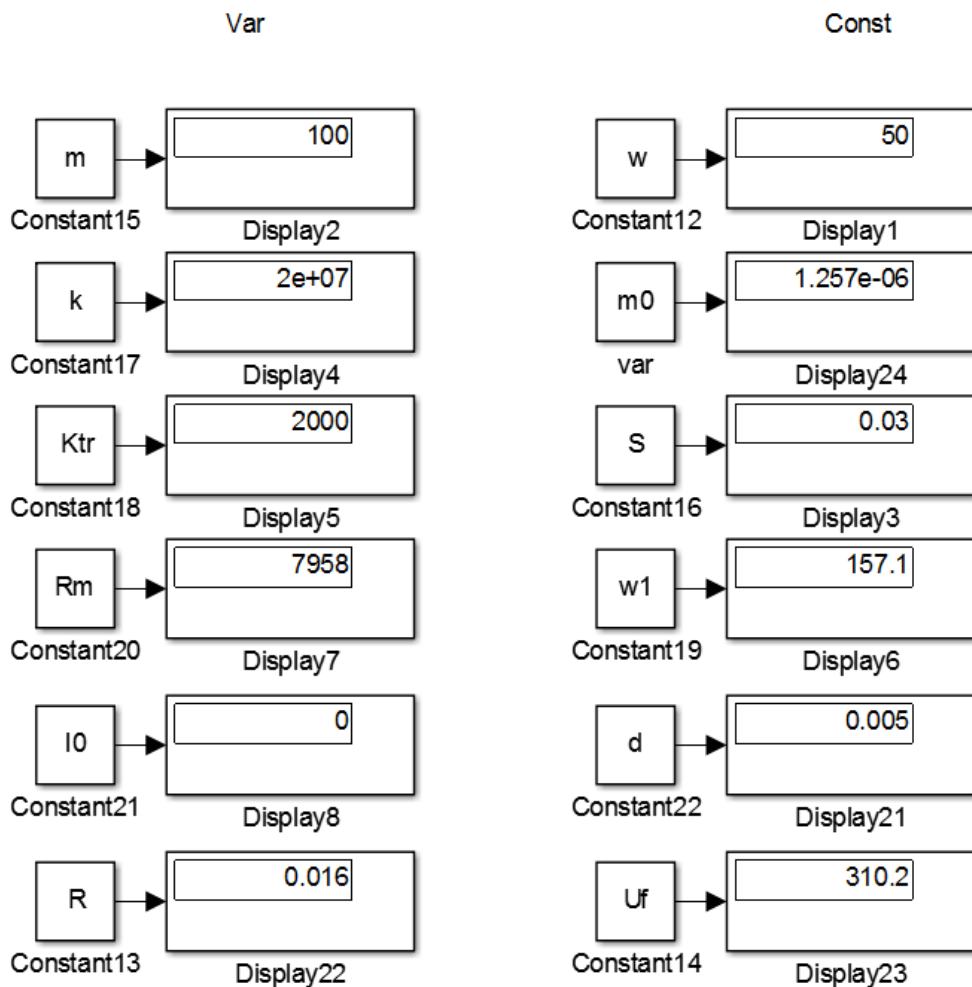 Var
Const
m
100
Constant15
Display2
w
50
Constant12
Display1
k
2e+07
Constant17
Display4
m0
1.257e-06
var
Display24
Ktr
2000
Constant18
Display5
S
0.03
Constant16
Display3
Rm
7958
Constant20
Display7
w1
157.1
Constant19
Display6
I0
0
Constant21
Display8
d
0.005
Constant22
Display21
R
0.016
Constant13
Display22
Uf
310.2
Constant14
Display23